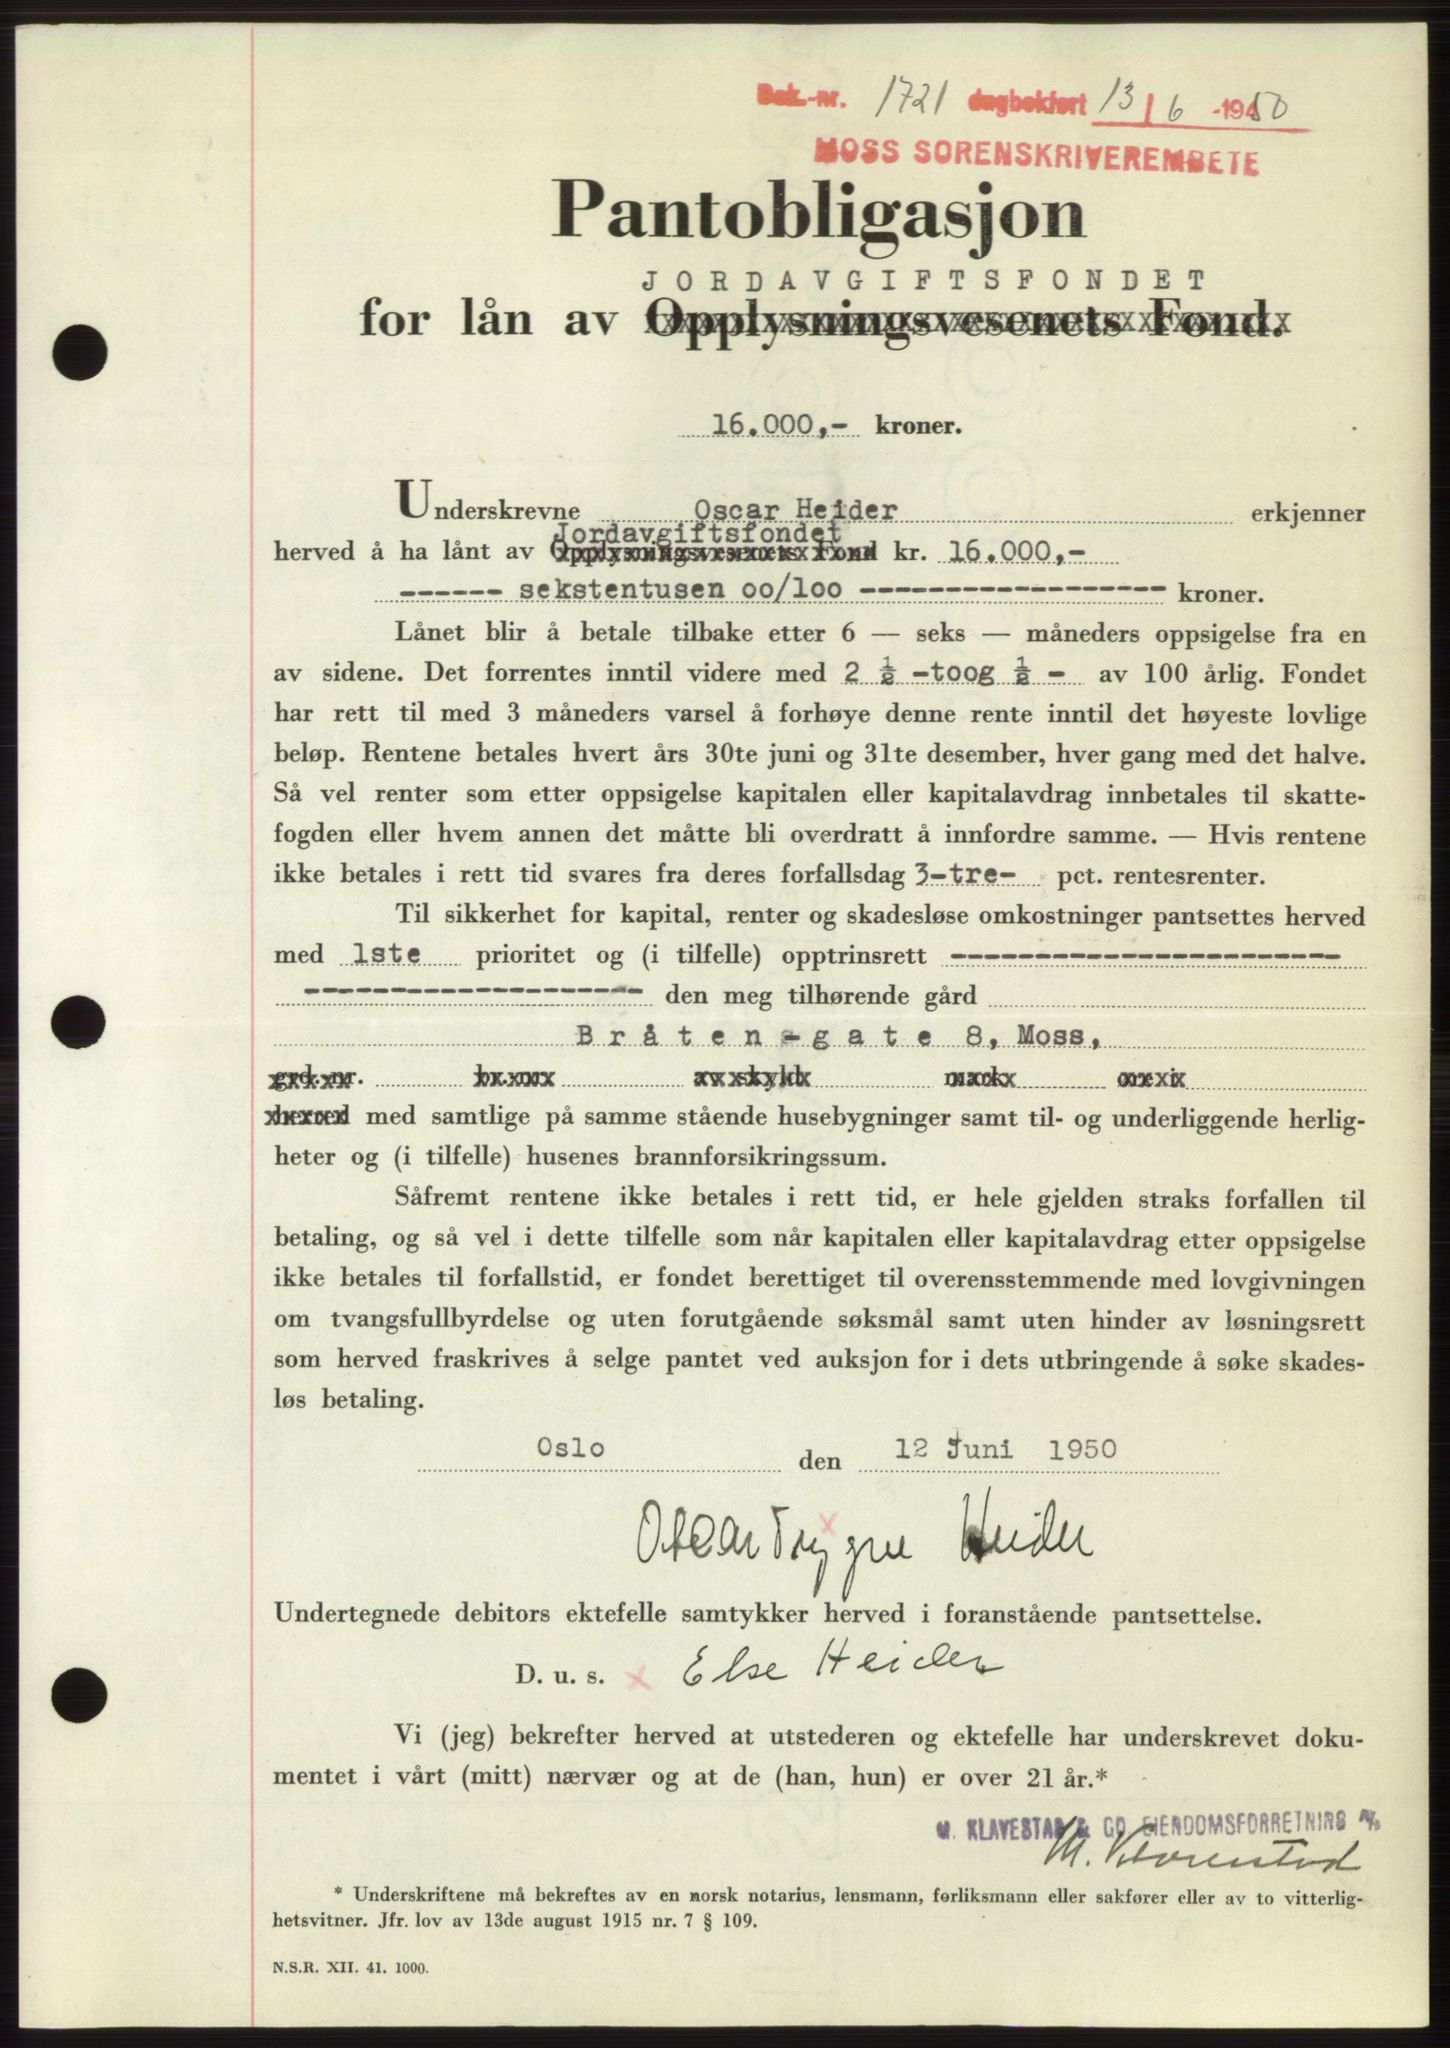 Dok.-nr. 1721 dagbokført 13/6 -1950
MOSS SORENSKRIVEREMBETE
Pantobligasjon
JORDAVGIFTSFONDET
for lån av Opplysningsvesenets Fond.
16.000,- kroner.
Underskrevne Oscar Heider erkjenner
Jordavgiftsfondet
herved å ha lånt av Opplysningsvesenets Fond kr. 16.000,-
------ sekstentusen oo/loo ------------------ kroner.
Lånet blir å betale tilbake etter 6 — seks — måneders oppsigelse fra en
av sidene. Det forrentes inntil videre med 2 ½ -toog ½ - av 100 årlig. Fondet
har rett til med 3 måneders varsel å forhøye denne rente inntil det høyeste lovlige
beløp. Rentene betales hvert års 30te juni og 31te desember, hver gang med det halve.
Så vel renter som etter oppsigelse kapitalen eller kapitalavdrag innbetales til skatte-
fogden eller hvem annen det måtte bli overdratt å innfordre samme. — Hvis rentene
ikke betales i rett tid svares fra deres forfallsdag 3-tre- pct. rentesrenter.
Til sikkerhet for kapital, renter og skadesløse omkostninger pantsettes herved
med 1ste prioritet og (i tilfelle) opptrinsrett -----------------------
-------------------- den meg tilhørende gård
Bråten-gate 8, Moss,
grd.nr. br.nr. av skyld mark øre i
herred med samtlige på samme stående husebygninger samt til- og underliggende herlig-
heter og (i tilfelle) husenes brannforsikringssum.
Såfremt rentene ikke betales i rett tid, er hele gjelden straks forfallen til
betaling, og så vel i dette tilfelle som når kapitalen eller kapitalavdrag etter oppsigelse
ikke betales til forfallstid, er fondet berettiget til overensstemmende med lovgivningen
om tvangsfullbyrdelse og uten forutgående søksmål samt uten hinder av løsningsrett
som herved fraskrives å selge pantet ved auksjon for i dets utbringende å søke skades-
løs betaling.
Oslo den 12 Juni 1950
Oscar Trygve Heider
Undertegnede debitors ektefelle samtykker herved i foranstående pantsettelse.
D. u. s. x Else Heider
Vi (jeg) bekrefter herved at utstederen og ektefelle har underskrevet doku-
mentet i vårt (mitt) nærvær og at de (han, hun) er over 21 år.*
M. KLAVESTAD & CO. EIENDOMSFORRETNING A/S
M. Klavestad
* Underskriftene må bekreftes av en norsk notarius, lensmann, forliksmann eller sakfører eller av to vitterlig-
hetsvitner. Jfr. lov av 13de august 1915 nr. 7 § 109.
N.S.R. XII. 41. 1000.